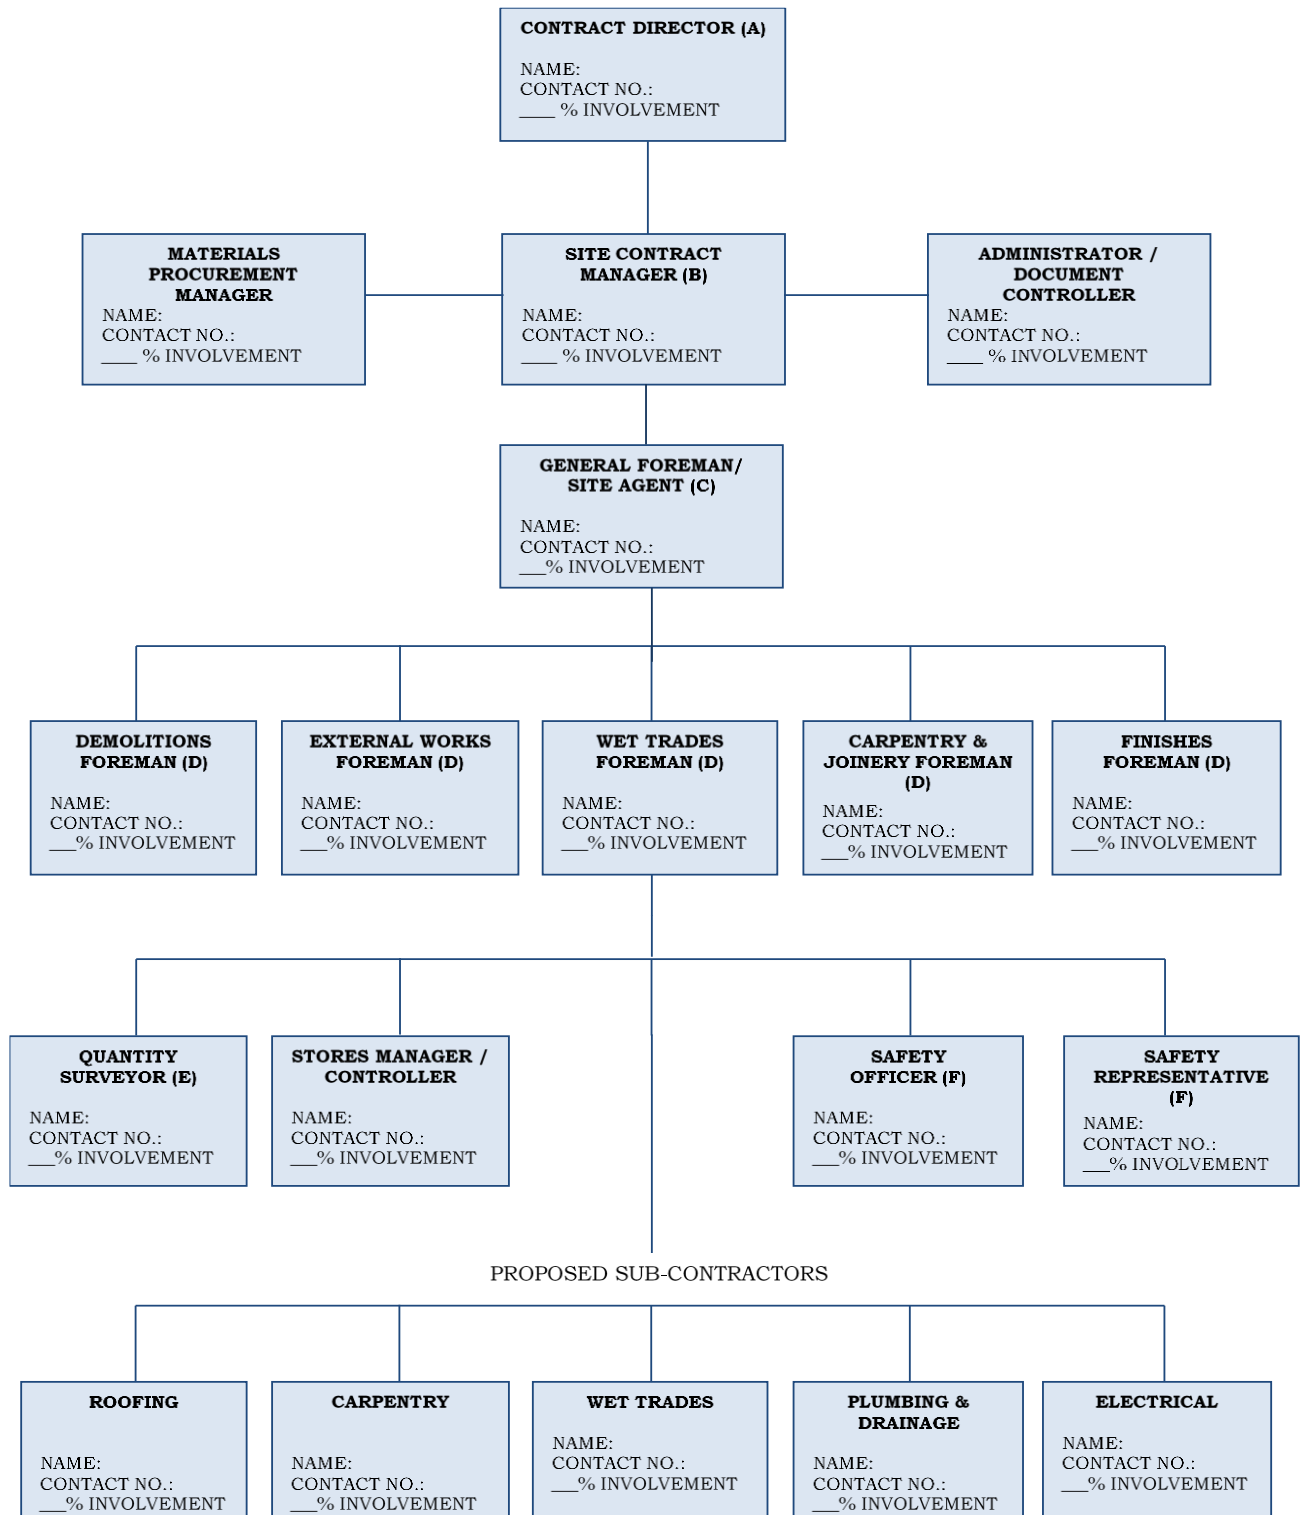 CONTRACT DIRECTOR (A)
NAME:
CONTACT NO.:
____ % INVOLVEMENT
MATERIALS
PROCUREMENT
MANAGER
NAME:
CONTACT NO.:
____ % INVOLVEMENT
SITE CONTRACT
MANAGER (B)
NAME:
CONTACT NO.:
____ % INVOLVEMENT
ADMINISTRATOR /
DOCUMENT
CONTROLLER
NAME:
CONTACT NO.:
____ % INVOLVEMENT
GENERAL FOREMAN/
SITE AGENT (C)
NAME:
CONTACT NO.:
___% INVOLVEMENT
DEMOLITIONS
FOREMAN (D)
NAME:
CONTACT NO.:
___% INVOLVEMENT
EXTERNAL WORKS
FOREMAN (D)
NAME:
CONTACT NO.:
___% INVOLVEMENT
WET TRADES
FOREMAN (D)
NAME:
CONTACT NO.:
___% INVOLVEMENT
CARPENTRY &
JOINERY FOREMAN
(D)
NAME:
CONTACT NO.:
___% INVOLVEMENT
FINISHES
FOREMAN (D)
NAME:
CONTACT NO.:
___% INVOLVEMENT
QUANTITY
SURVEYOR (E)
NAME:
CONTACT NO.:
___% INVOLVEMENT
STORES MANAGER /
CONTROLLER
NAME:
CONTACT NO.:
___% INVOLVEMENT
SAFETY
OFFICER (F)
NAME:
CONTACT NO.:
___% INVOLVEMENT
SAFETY
REPRESENTATIVE
(F)
NAME:
CONTACT NO.:
___% INVOLVEMENT
PROPOSED SUB-CONTRACTORS
ROOFING
NAME:
CONTACT NO.:
___% INVOLVEMENT
CARPENTRY
NAME:
CONTACT NO.:
___% INVOLVEMENT
WET TRADES
NAME:
CONTACT NO.:
___% INVOLVEMENT
PLUMBING &
DRAINAGE
NAME:
CONTACT NO.:
___% INVOLVEMENT
ELECTRICAL
NAME:
CONTACT NO.:
___% INVOLVEMENT